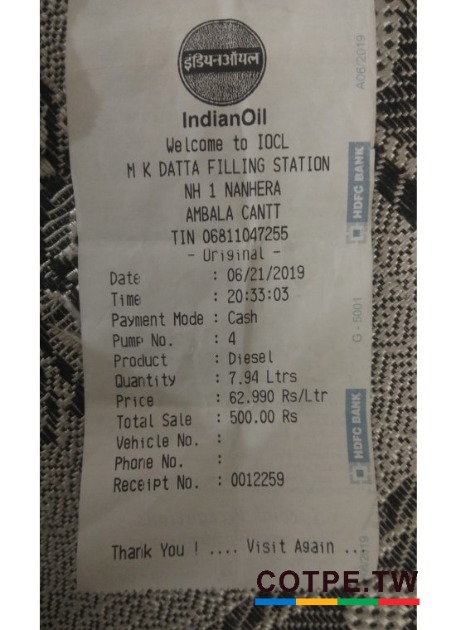 इंडियनऑयल
IndianOil
Welcome to IOCL
M K DATTA FILLING STATION
NH 1 NANHERA
AMBALA CANTT
TIN 06811047255
- Original -
Date : 06/21/2019
Time : 20:33:03
Payment Mode : Cash
Pump No. : 4
Product : Diesel
Quantity : 7.94 Ltrs
Price : 62.990 Rs/Ltr
Total Sale : 500.00 Rs
Vehicle No. :
Phone No. :
Receipt No. : 0012259
Thank You ! .... Visit Again ...
A06/2019
HDFC BANK
G - 5001
HDFC BANK
COTPE.TW